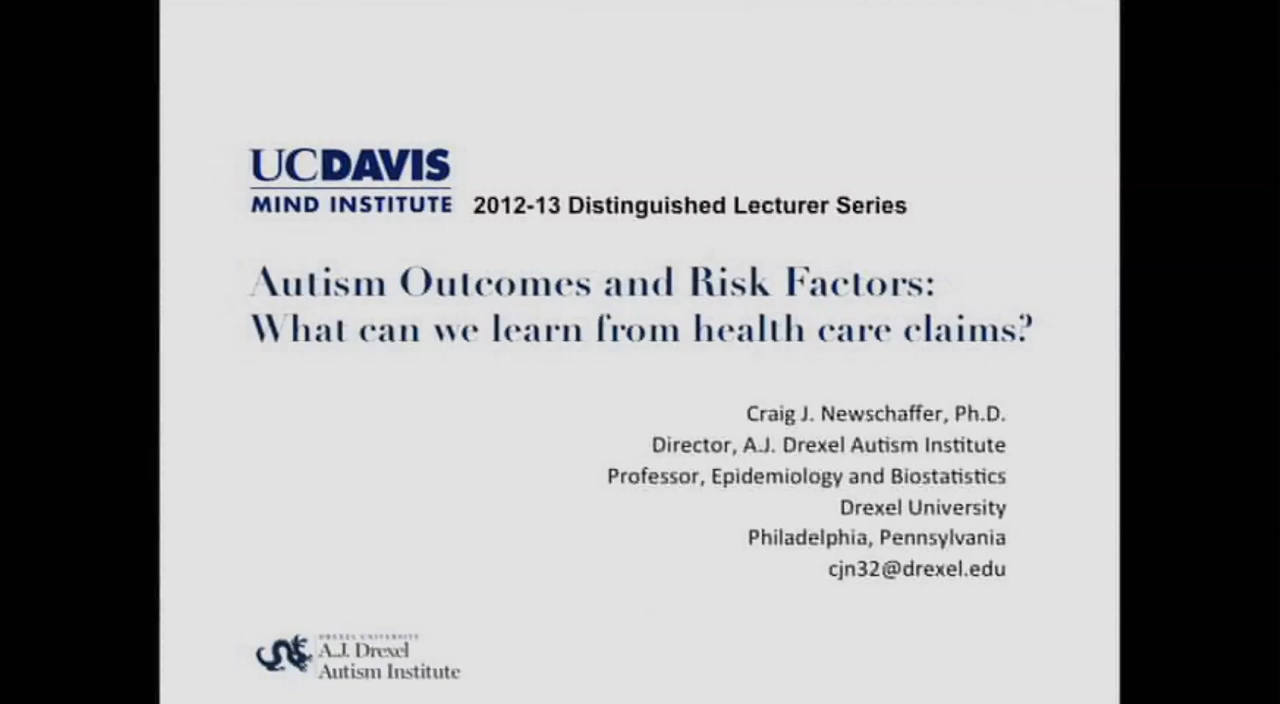 UCDAVIS
MIND INSTITUTE 2012-13 Distinguished Lecturer Series
Autism Outcomes and Risk Factors:
What can we learn from health care claims?
Craig J. Newschaffer, Ph.D.
Director, A.J. Drexel Autism Institute
Professor, Epidemiology and Biostatistics
Drexel University
Philadelphia, Pennsylvania
cjn32@drexel.edu
DREXEL UNIVERSITY
A.J. Drexel
Autism Institute